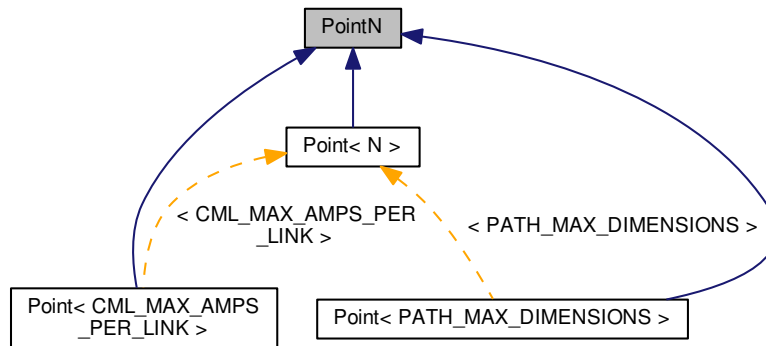 PointN
Point< N >
< CML_MAX_AMPS_PER
_LINK >
< PATH_MAX_DIMENSIONS >
Point< CML_MAX_AMPS
_PER_LINK >
Point< PATH_MAX_DIMENSIONS >